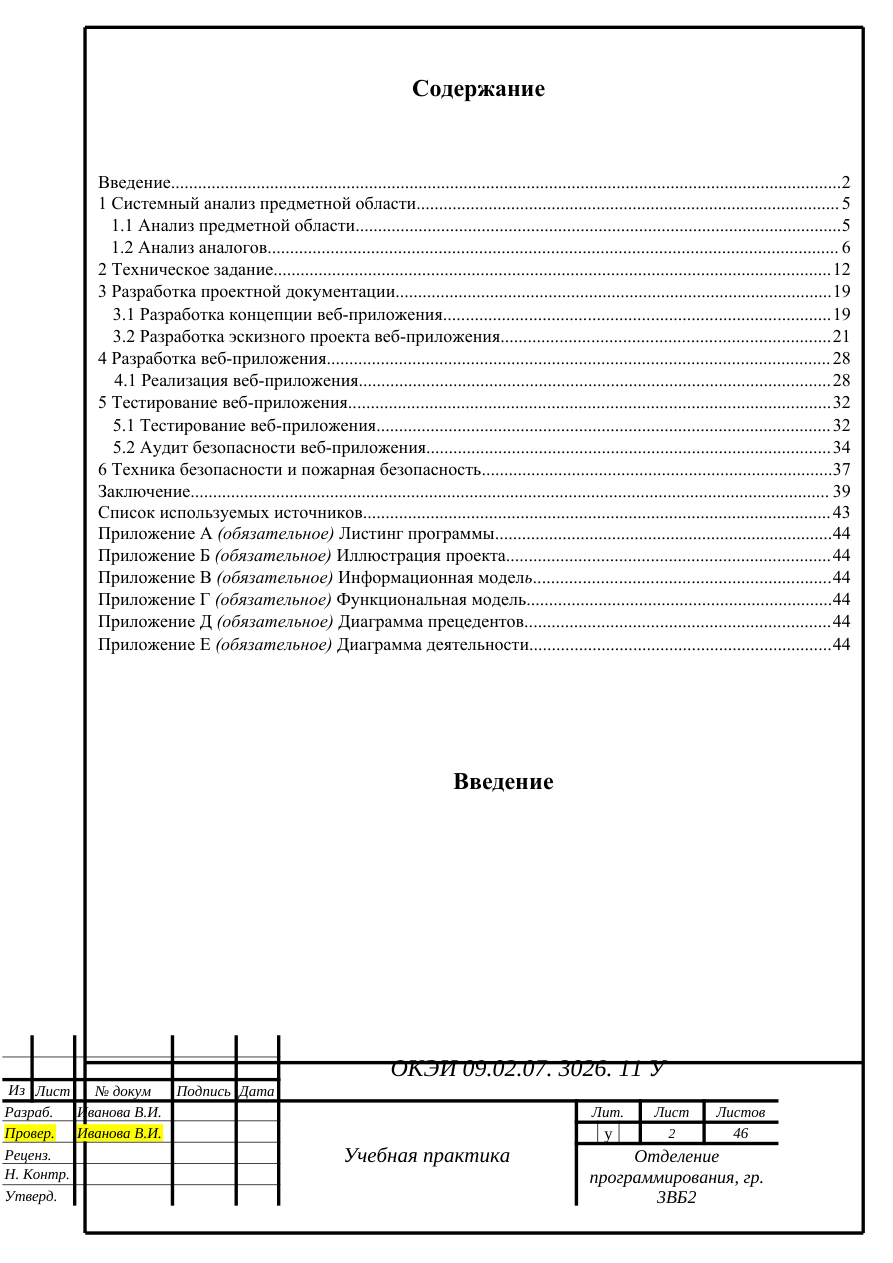 Содержание
Введение....................................................................................................................................................2
1 Системный анализ предметной области............................................................................................. 5
1.1 Анализ предметной области.........................................................................................................5
1.2 Анализ аналогов............................................................................................................................ 6
2 Техническое задание...........................................................................................................................12
3 Разработка проектной документации................................................................................................19
3.1 Разработка концепции веб-приложения....................................................................................19
3.2 Разработка эскизного проекта веб-приложения........................................................................21
4 Разработка веб-приложения...............................................................................................................28
4.1 Реализация веб-приложения.......................................................................................................28
5 Тестирование веб-приложения..........................................................................................................32
5.1 Тестирование веб-приложения...................................................................................................32
5.2 Аудит безопасности веб-приложения........................................................................................34
6 Техника безопасности и пожарная безопасность.............................................................................37
Заключение............................................................................................................................................ 39
Список используемых источников.......................................................................................................43
Приложение А (обязательное) Листинг программы..........................................................................44
Приложение Б (обязательное) Иллюстрация проекта.......................................................................44
Приложение В (обязательное) Информационная модель..................................................................44
Приложение Г (обязательное) Функциональная модель...................................................................44
Приложение Д (обязательное) Диаграмма прецедентов...................................................................44
Приложение Е (обязательное) Диаграмма деятельности..................................................................44
Введение
ОКЭИ 09.02.07. 3026. 11 У
Из Лист № докум Подпись Дата
Разраб. Иванова В.И. Лит. Лист Листов
Провер. Иванова В.И. у 2 46
Реценз. Учебная практика Отделение
Н. Контр. программирования, гр.
Утверд. 3ВБ2